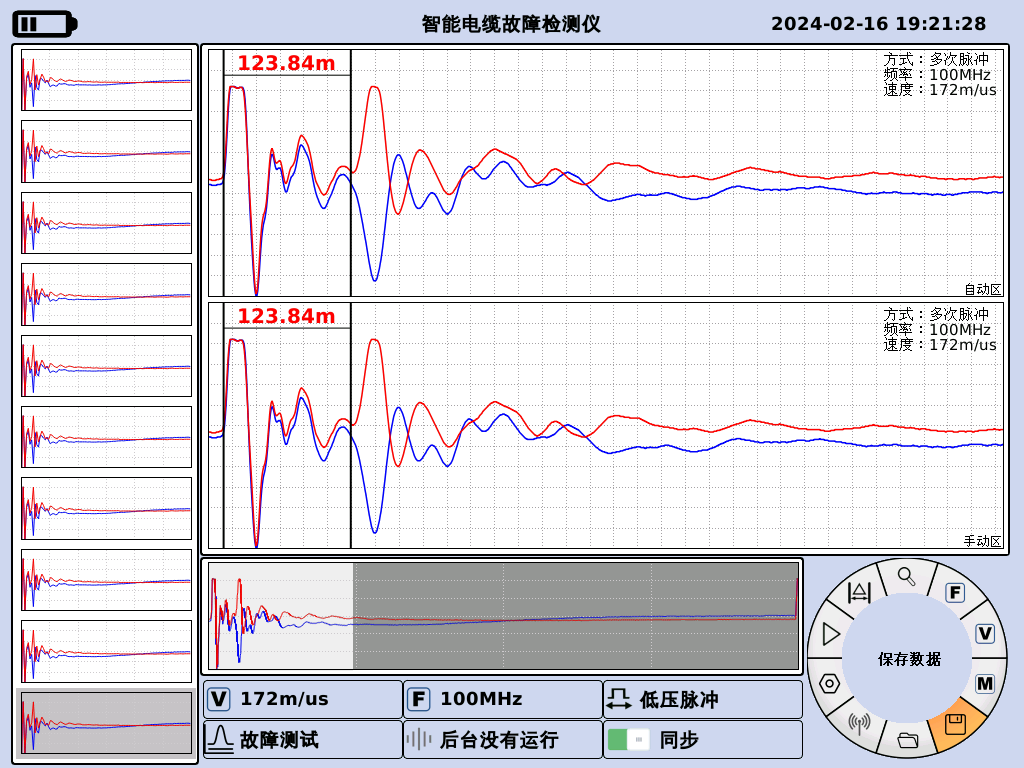 智能电缆故障检测仪
2024-02-16 19:21:28
123.84m
方式：多次脉冲
频率：100MHz
速度：172m/us
自动区
123.84m
方式：多次脉冲
频率：100MHz
速度：172m/us
手动区
F
V
M
保存数据
V 172m/us
F 100MHz
低压脉冲
故障测试
后台没有运行
同步